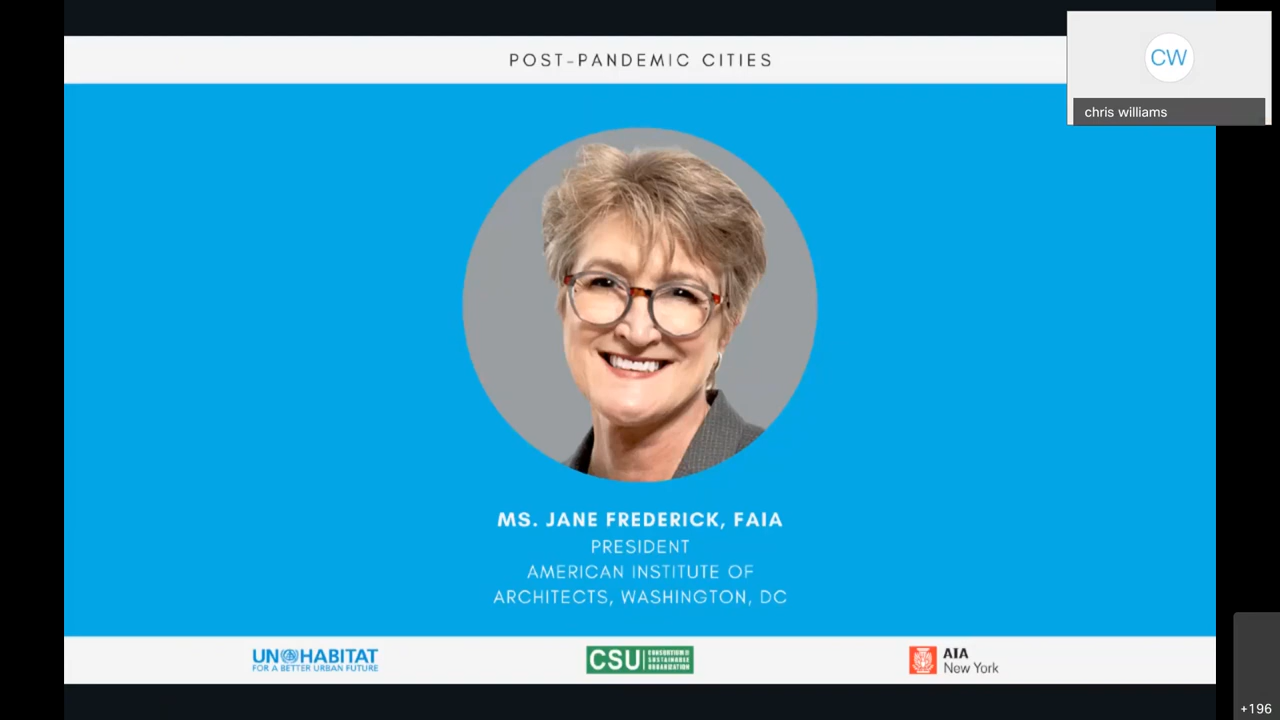 POST-PANDEMIC CITIES
CW
chris williams
MS. JANE FREDERICK, FAIA
PRESIDENT
AMERICAN INSTITUTE OF
ARCHITECTS, WASHINGTON, DC
UN HABITAT
FOR A BETTER URBAN FUTURE
CSU
SUSTAINABLE
AIA
New York
+196